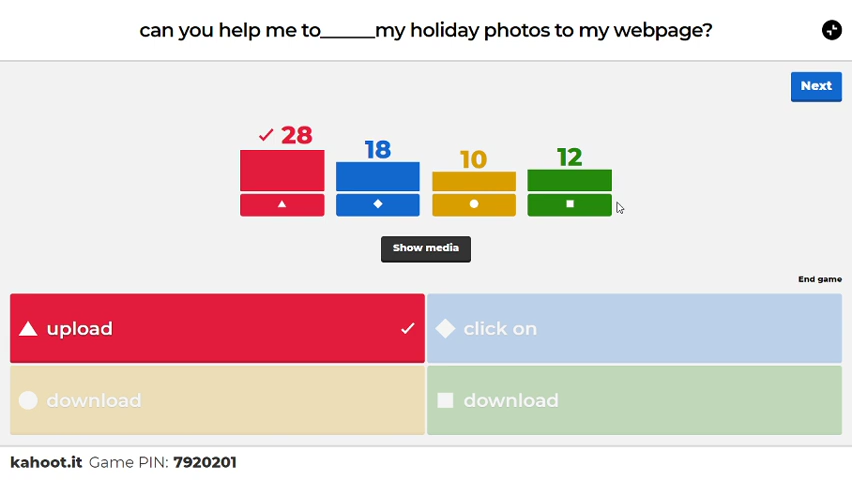 can you help me to_____my holiday photos to my webpage?
Next
28
18
10
12
Show media
End game
upload
click on
download
download
kahoot.it Game PIN: 7920201